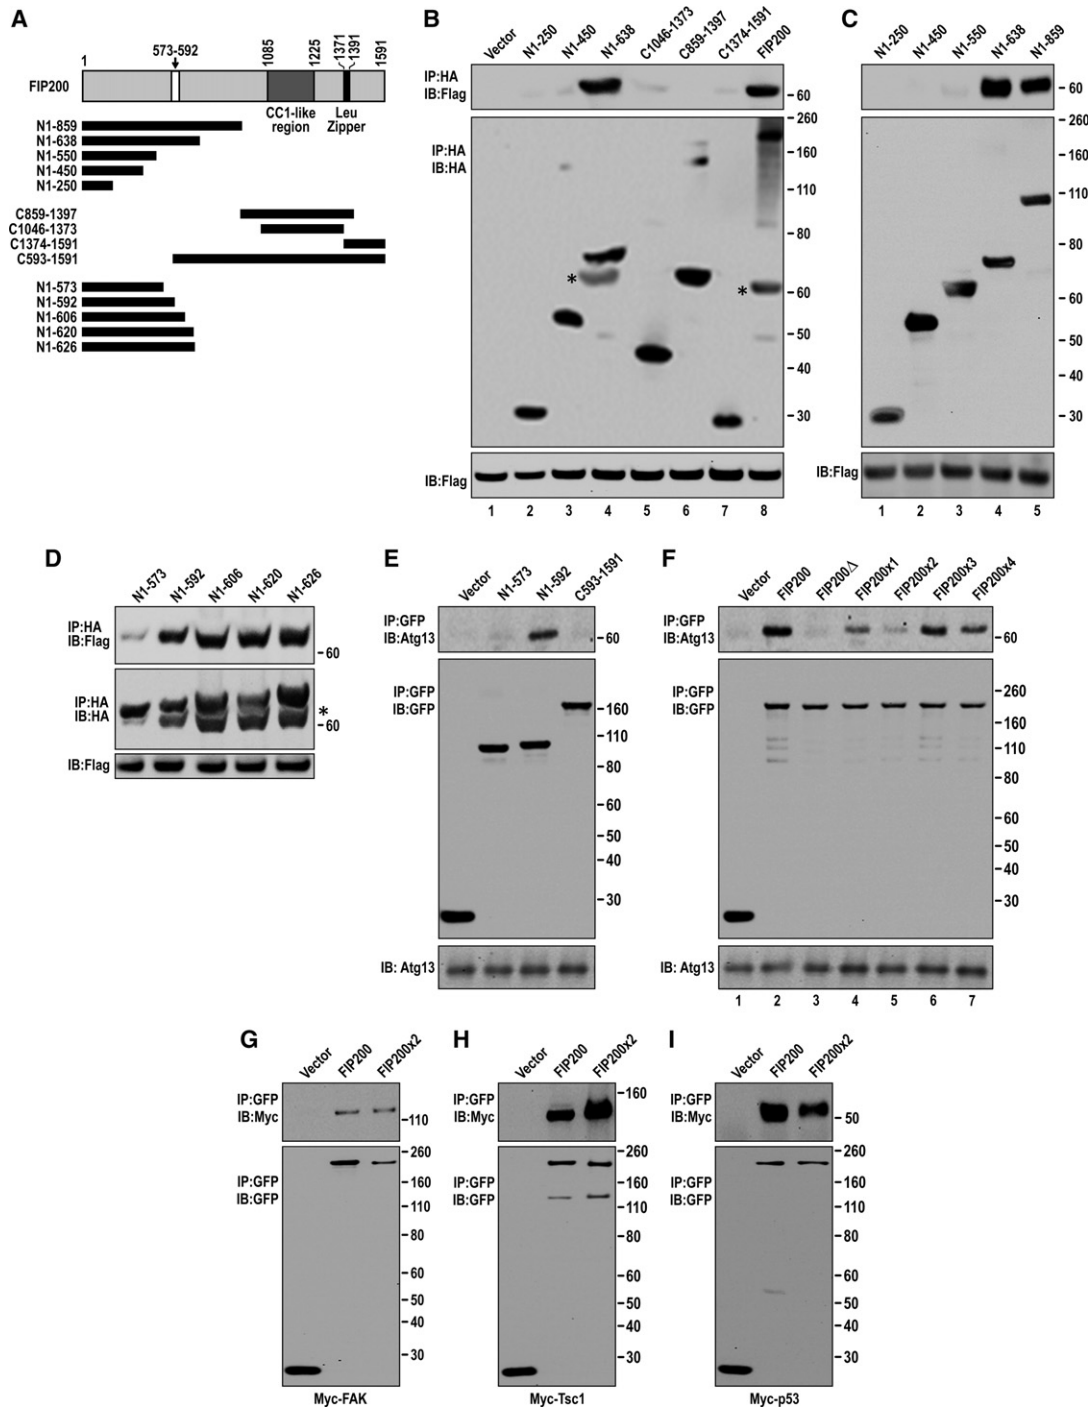 A
1
573-592
1085
1225
1371
1391
1591
FIP200
CC1-like
region
Leu
Zipper
N1-859
N1-638
N1-550
N1-450
N1-250
C859-1397
C1046-1373
C1374-1591
C593-1591
N1-573
N1-592
N1-606
N1-620
N1-626
B
Vector
N1-250
N1-450
N1-638
C1046-1373
C859-1397
C1374-1591
FIP200
IP:HA
IB:Flag
60
IP:HA
IB:HA
260
160
110
80
60
50
40
30
*
*
IB:Flag
1 2 3 4 5 6 7 8
C
N1-250
N1-450
N1-550
N1-638
N1-859
60
260
160
110
80
60
50
40
30
IB:Flag
1 2 3 4 5
D
N1-573
N1-592
N1-606
N1-620
N1-626
IP:HA
IB:Flag
60
IP:HA
IB:HA
*
60
IB:Flag
E
Vector
N1-573
N1-592
C593-1591
IP:GFP
IB:Atg13
60
IP:GFP
IB:GFP
160
110
80
60
50
40
30
IB: Atg13
F
Vector
FIP200
FIP200Δ
FIP200x1
FIP200x2
FIP200x3
FIP200x4
IP:GFP
IB:Atg13
60
IP:GFP
IB:GFP
260
160
110
80
60
50
40
30
IB: Atg13
1 2 3 4 5 6 7
G
Vector
FIP200
FIP200x2
IP:GFP
IB:Myc
110
IP:GFP
IB:GFP
260
160
110
80
60
50
40
30
Myc-FAK
H
Vector
FIP200
FIP200x2
IP:GFP
IB:Myc
160
IP:GFP
IB:GFP
260
160
110
80
60
50
40
30
Myc-Tsc1
I
Vector
FIP200
FIP200x2
IP:GFP
IB:Myc
50
IP:GFP
IB:GFP
260
160
110
80
60
50
40
30
Myc-p53